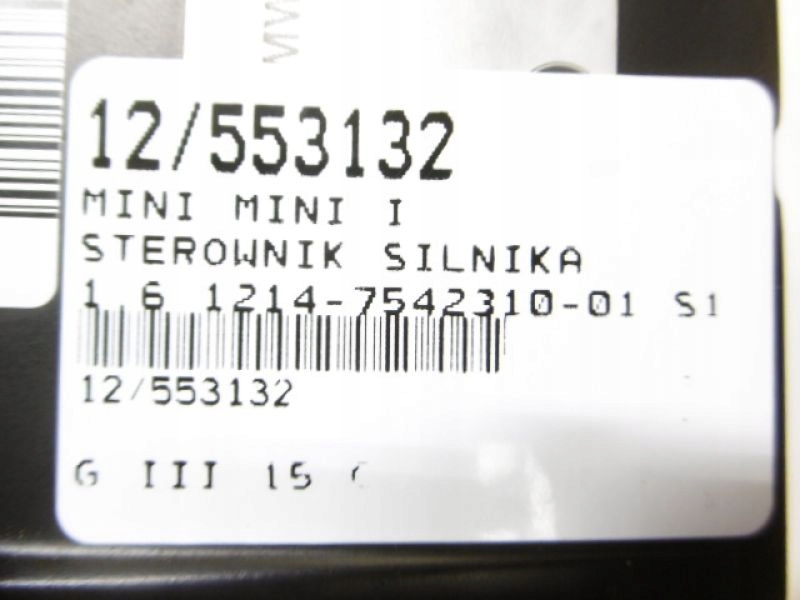 12/553132
MINI MINI I
STEROWNIK SILNIKA
1.6 1214-7542310-01 S1
12/553132
G III 15